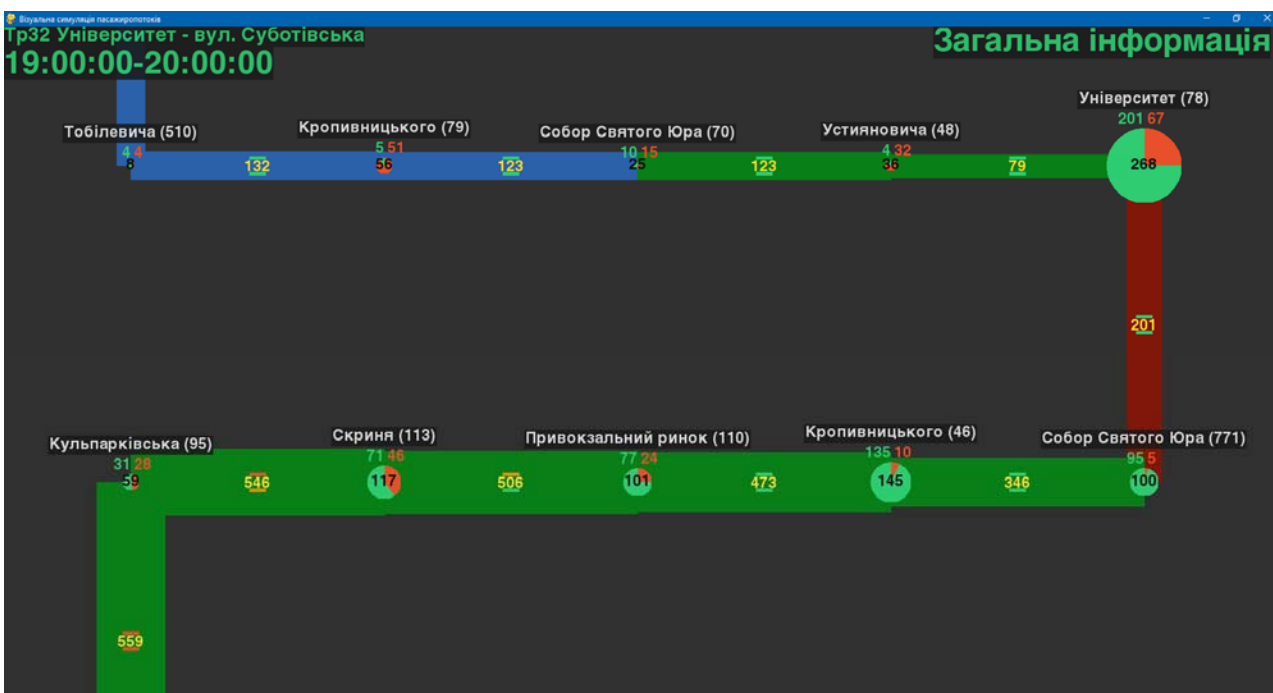 Візуальна симуляція пасажиропотоків
Тр32 Університет - вул. Суботівська
Загальна інформація
19:00:00-20:00:00
Університет (78)
201 67
Тобілевича (510)
Кропивницького (79)
Собор Святого Юра (70)
Устияновича (48)
4 4
5 51
10 15
4 32
8
132
56
123
25
123
36
79
268
201
Кульпарківська (95)
Скриня (113)
Привокзальний ринок (110)
Кропивницького (46)
Собор Святого Юра (771)
31 28
71 46
77 24
135 10
95 5
59
546
117
506
101
473
145
346
100
559